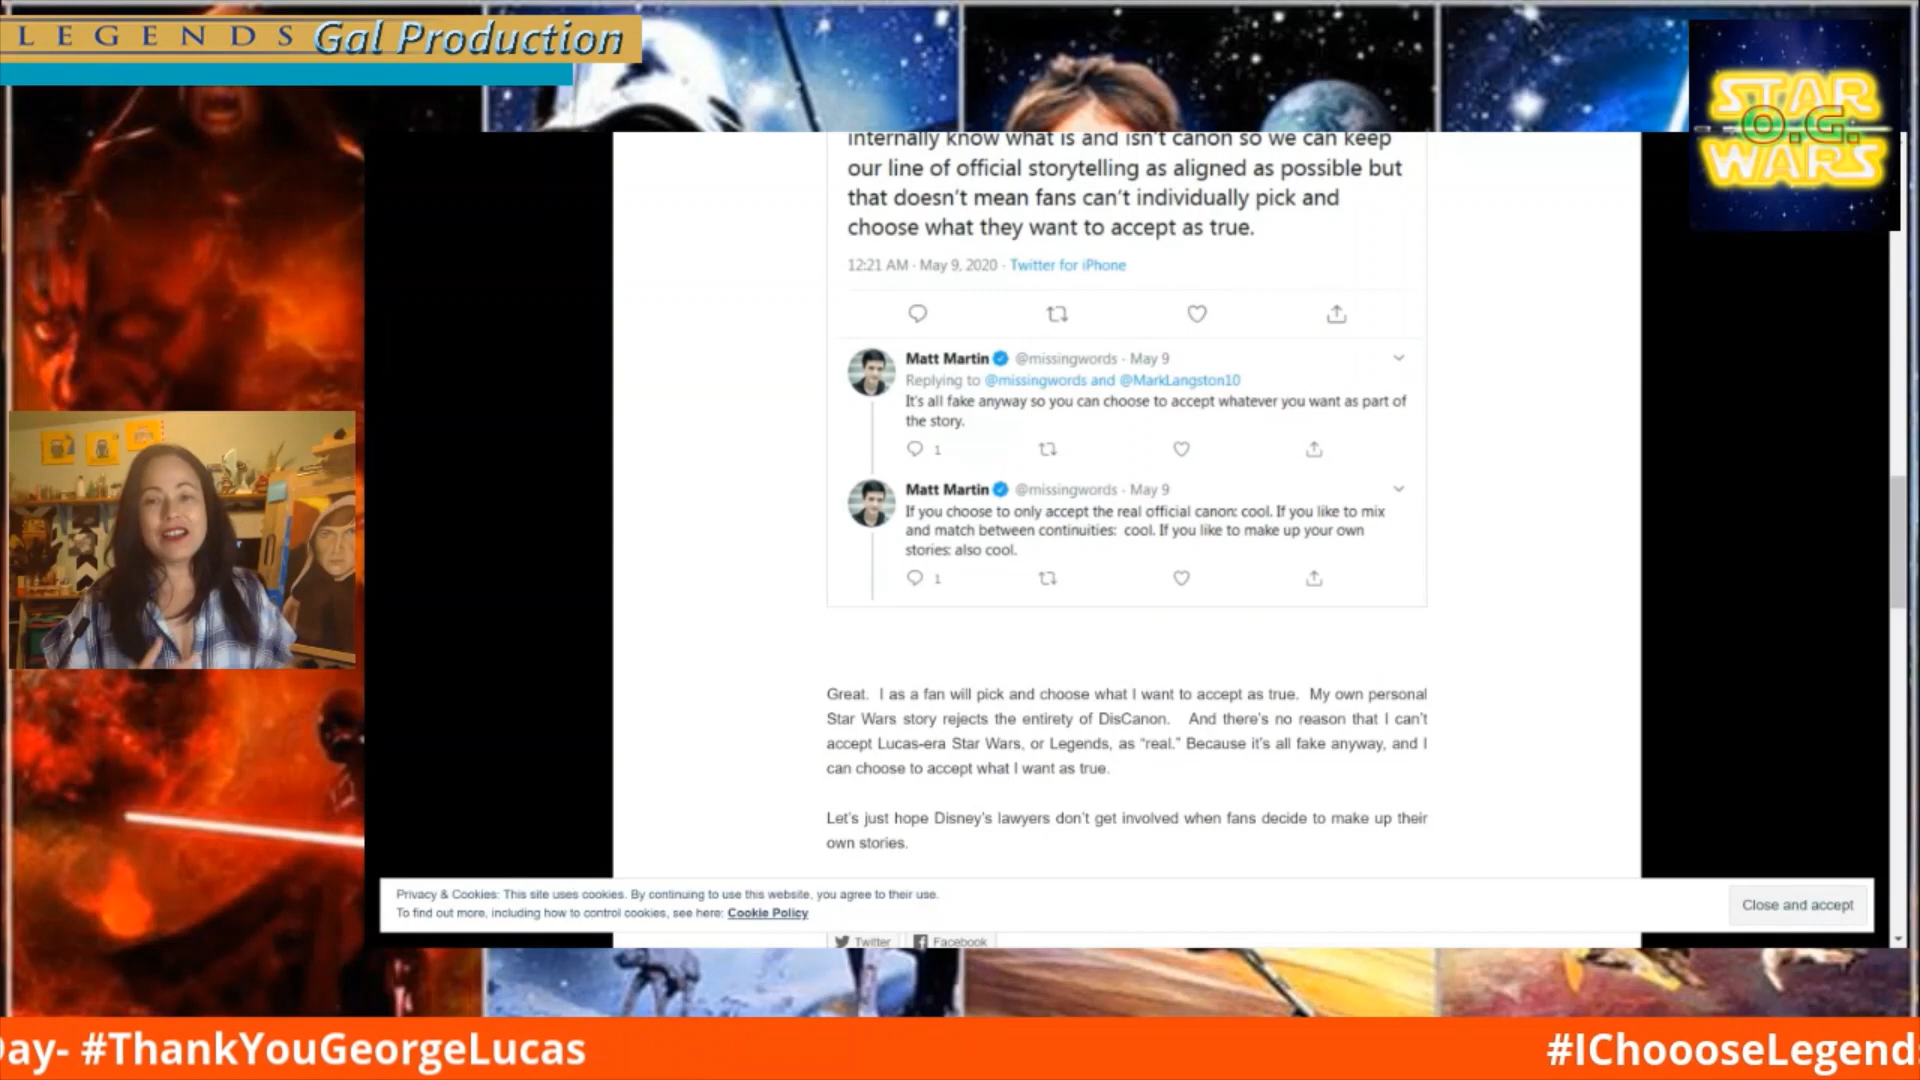 LEGENDS Gal Production
STAR
O.G.
WARS
internally know what is and isn't canon so we can keep
our line of official storytelling as aligned as possible but
that doesn't mean fans can't individually pick and
choose what they want to accept as true.
12:21 AM · May 9, 2020 · Twitter for iPhone
Matt Martin @missingwords · May 9
Replying to @missingwords and @MarkLangston10
It's all fake anyway so you can choose to accept whatever you want as part of
the story.
1
Matt Martin @missingwords · May 9
If you choose to only accept the real official canon: cool. If you like to mix
and match between continuities: cool. If you like to make up your own
stories: also cool.
1
Great. I as a fan will pick and choose what I want to accept as true. My own personal
Star Wars story rejects the entirety of DisCanon. And there's no reason that I can't
accept Lucas-era Star Wars, or Legends, as "real." Because it's all fake anyway, and I
can choose to accept what I want as true.
Let's just hope Disney's lawyers don't get involved when fans decide to make up their
own stories.
Privacy & Cookies: This site uses cookies. By continuing to use this website, you agree to their use.
To find out more, including how to control cookies, see here: Cookie Policy
Close and accept
Twitter Facebook
ay- #ThankYouGeorgeLucas #IChoooseLegend